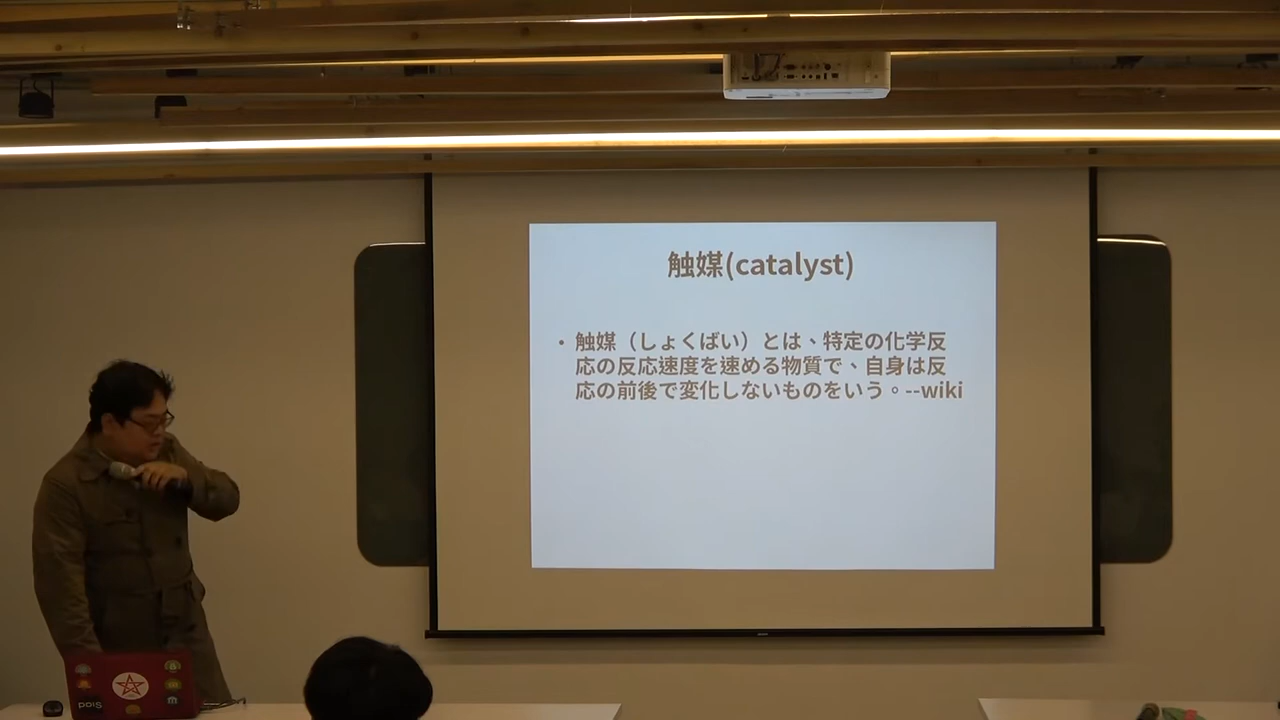 触媒(catalyst)
• 触媒（しょくばい）とは、特定の化学反
応の反応速度を速める物質で、自身は反
応の前後で変化しないものをいう。--wiki